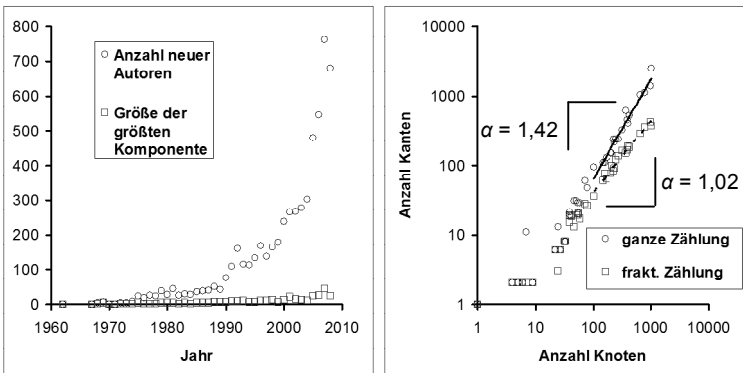 800
700
600
500
400
300
200
100
0
Anzahl neuer
Autoren
Größe der
größten
Komponente
1960 1970 1980 1990 2000 2010
Jahr
Anzahl Kanten
10000
1000
100
10
1
α = 1,42
α = 1,02
ganze Zählung
frakt. Zählung
1 10 100 1000 10000
Anzahl Knoten